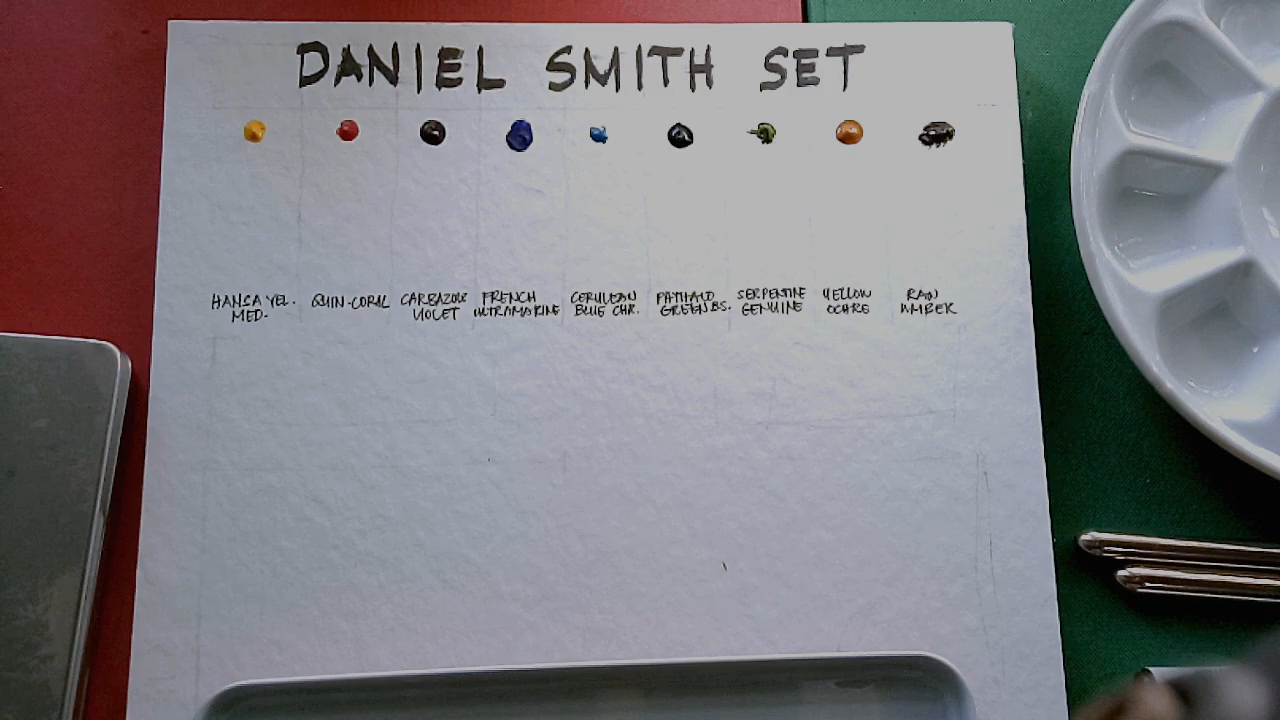 DANIEL SMITH SET
HANSA YEL. MED.
QUIN-CORAL
CARBAZOLE VIOLET
FRENCH ULTRAMARINE
CERULEAN BLUE CHR.
PATHALO GREEN BS.
SERPENTINE GENUINE
YELLOW OCHRE
RAW UMBER